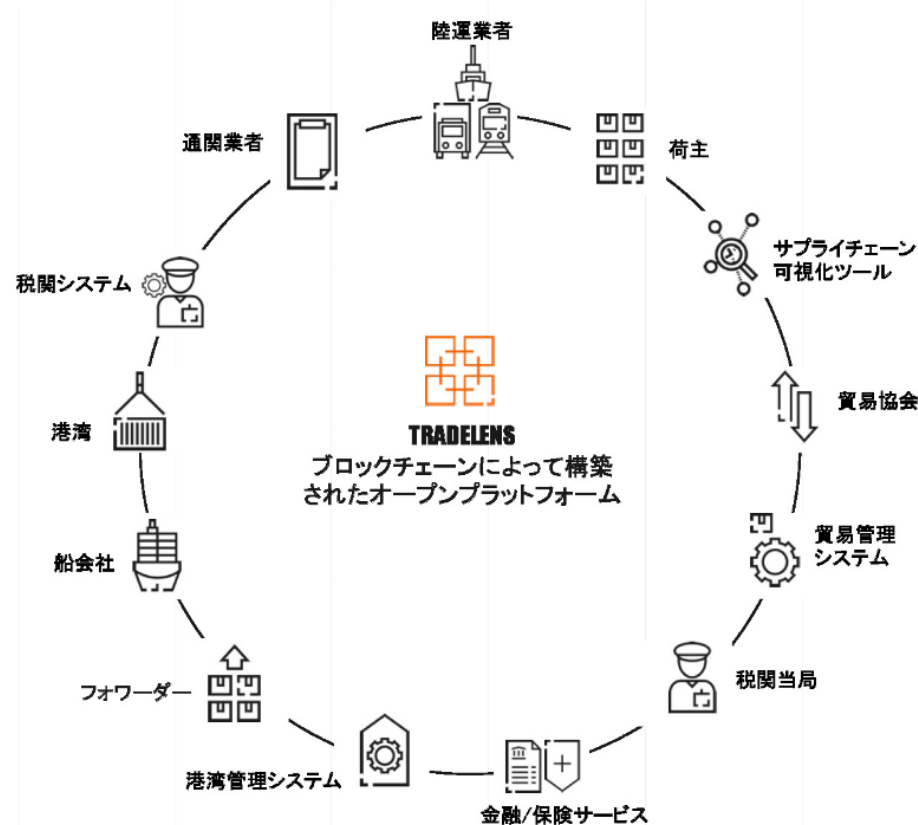 陸運業者
通関業者
荷主
サプライチェーン
可視化ツール
税関システム
貿易協会
港湾
TRADELENS
ブロックチェーンによって構築
されたオープンプラットフォーム
貿易管理
システム
船会社
税関当局
フォワーダー
港湾管理システム
金融/保険サービス